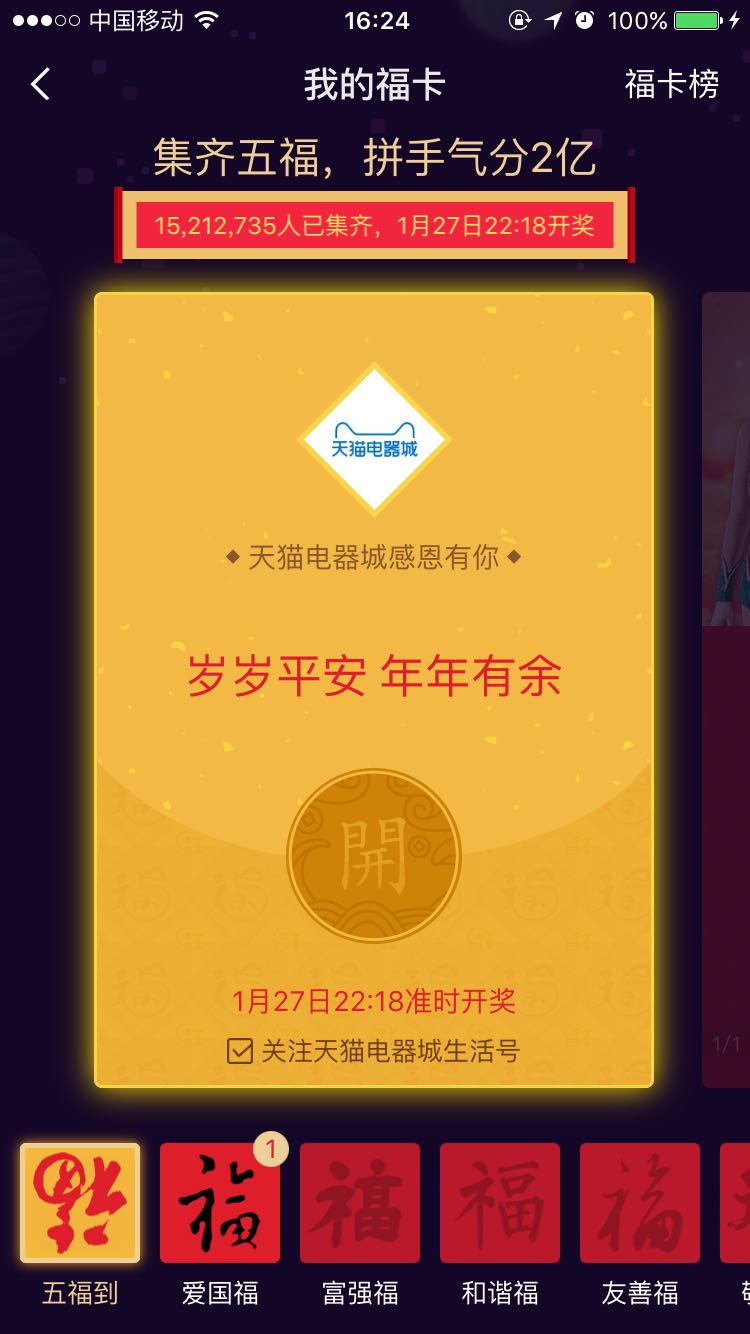 中国移动 16:24 100%
我的福卡 福卡榜
集齐五福，拼手气分2亿
15,212,735人已集齐，1月27日22:18开奖
天猫电器城
天猫电器城感恩有你
岁岁平安 年年有余
開
1月27日22:18准时开奖
关注天猫电器城生活号
1/1
福 福 1 福 福 福
五福到 爱国福 富强福 和谐福 友善福